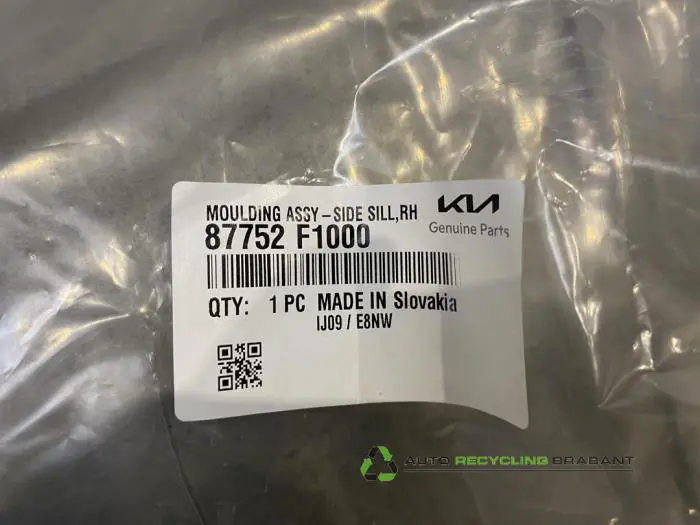 MOULDING ASSY-SIDE SILL,RH
KIA
87752 F1000
Genuine Parts
QTY: 1 PC MADE IN Slovakia
IJ09 / E8NW
AUTO RECYCLING BRABANT